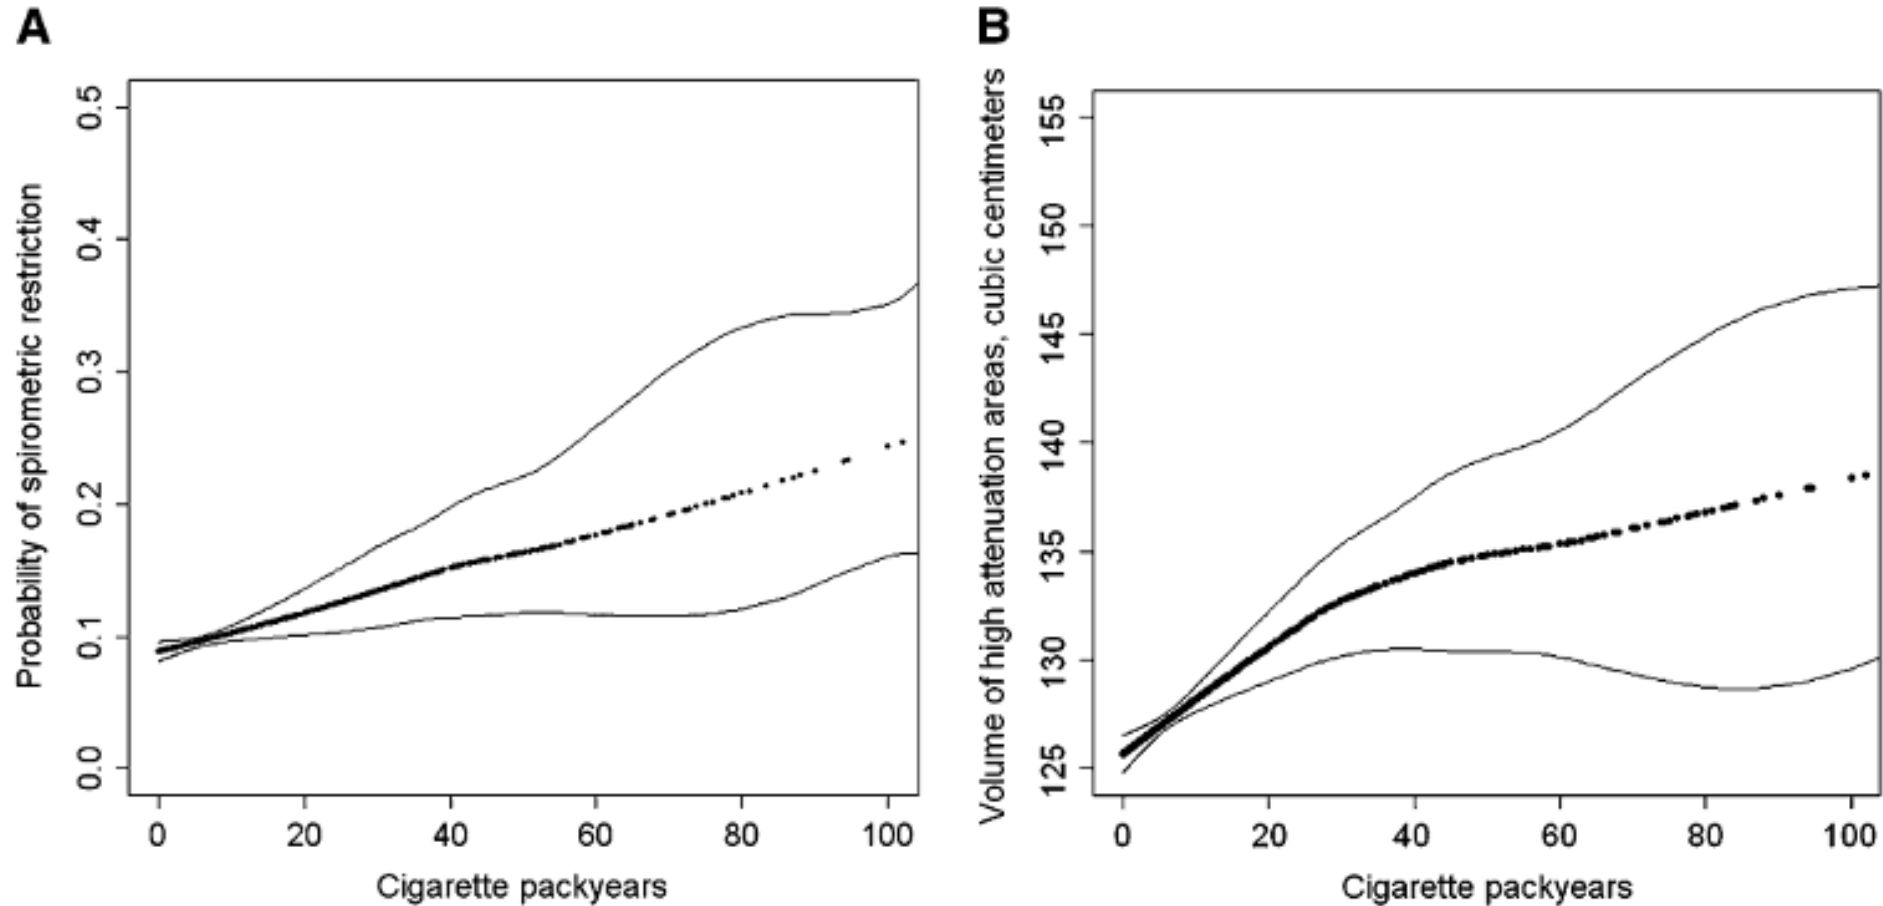 A
Probability of spirometric restriction
0.5
0.4
0.3
0.2
0.1
0.0
0 20 40 60 80 100
Cigarette packyears
B
Volume of high attenuation areas, cubic centimeters
155
150
145
140
135
130
125
0 20 40 60 80 100
Cigarette packyears